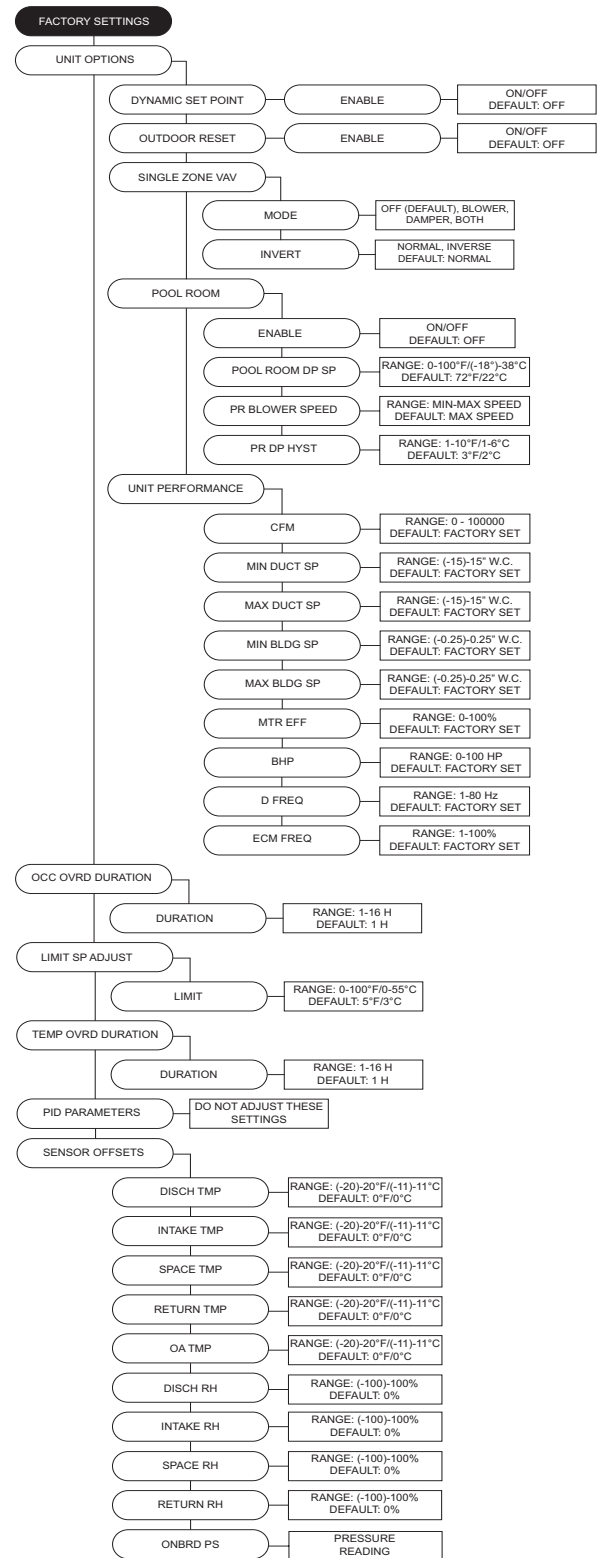 FACTORY SETTINGS
UNIT OPTIONS
DYNAMIC SET POINT
ENABLE
ON/OFF
DEFAULT: OFF
OUTDOOR RESET
ENABLE
ON/OFF
DEFAULT: OFF
SINGLE ZONE VAV
MODE
OFF (DEFAULT), BLOWER,
DAMPER, BOTH
INVERT
NORMAL, INVERSE
DEFAULT: NORMAL
POOL ROOM
ENABLE
ON/OFF
DEFAULT: OFF
POOL ROOM DP SP
RANGE: 0-100°F/(-18°)-38°C
DEFAULT: 72°F/22°C
PR BLOWER SPEED
RANGE: MIN-MAX SPEED
DEFAULT: MAX SPEED
PR DP HYST
RANGE: 1-10°F/1-6°C
DEFAULT: 3°F/2°C
UNIT PERFORMANCE
CFM
RANGE: 0 - 100000
DEFAULT: FACTORY SET
MIN DUCT SP
RANGE: (-15)-15" W.C.
DEFAULT: FACTORY SET
MAX DUCT SP
RANGE: (-15)-15" W.C.
DEFAULT: FACTORY SET
MIN BLDG SP
RANGE: (-0.25)-0.25" W.C.
DEFAULT: FACTORY SET
MAX BLDG SP
RANGE: (-0.25)-0.25" W.C.
DEFAULT: FACTORY SET
MTR EFF
RANGE: 0-100%
DEFAULT: FACTORY SET
BHP
RANGE: 0-100 HP
DEFAULT: FACTORY SET
D FREQ
RANGE: 1-80 Hz
DEFAULT: FACTORY SET
ECM FREQ
RANGE: 1-100%
DEFAULT: FACTORY SET
OCC OVRD DURATION
DURATION
RANGE: 1-16 H
DEFAULT: 1 H
LIMIT SP ADJUST
LIMIT
RANGE: 0-100°F/0-55°C
DEFAULT: 5°F/3°C
TEMP OVRD DURATION
DURATION
RANGE: 1-16 H
DEFAULT: 1 H
PID PARAMETERS
DO NOT ADJUST THESE
SETTINGS
SENSOR OFFSETS
DISCH TMP
RANGE: (-20)-20°F/(-11)-11°C
DEFAULT: 0°F/0°C
INTAKE TMP
RANGE: (-20)-20°F/(-11)-11°C
DEFAULT: 0°F/0°C
SPACE TMP
RANGE: (-20)-20°F/(-11)-11°C
DEFAULT: 0°F/0°C
RETURN TMP
RANGE: (-20)-20°F/(-11)-11°C
DEFAULT: 0°F/0°C
OA TMP
RANGE: (-20)-20°F/(-11)-11°C
DEFAULT: 0°F/0°C
DISCH RH
RANGE: (-100)-100%
DEFAULT: 0%
INTAKE RH
RANGE: (-100)-100%
DEFAULT: 0%
SPACE RH
RANGE: (-100)-100%
DEFAULT: 0%
RETURN RH
RANGE: (-100)-100%
DEFAULT: 0%
ONBRD PS
PRESSURE
READING